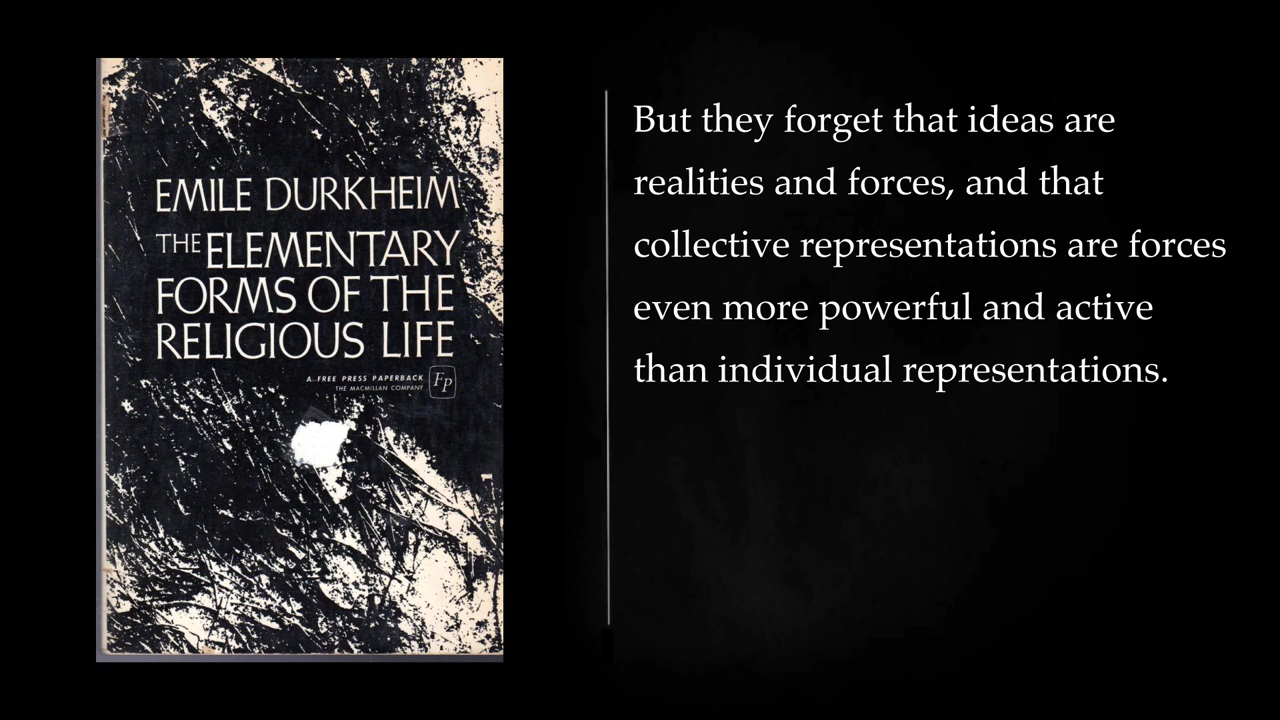 EMILE DURKHEIM
THE ELEMENTARY
FORMS OF THE
RELIGIOUS LIFE
A FREE PRESS PAPERBACK
THE MACMILLAN COMPANY
Fp
But they forget that ideas are
realities and forces, and that
collective representations are forces
even more powerful and active
than individual representations.